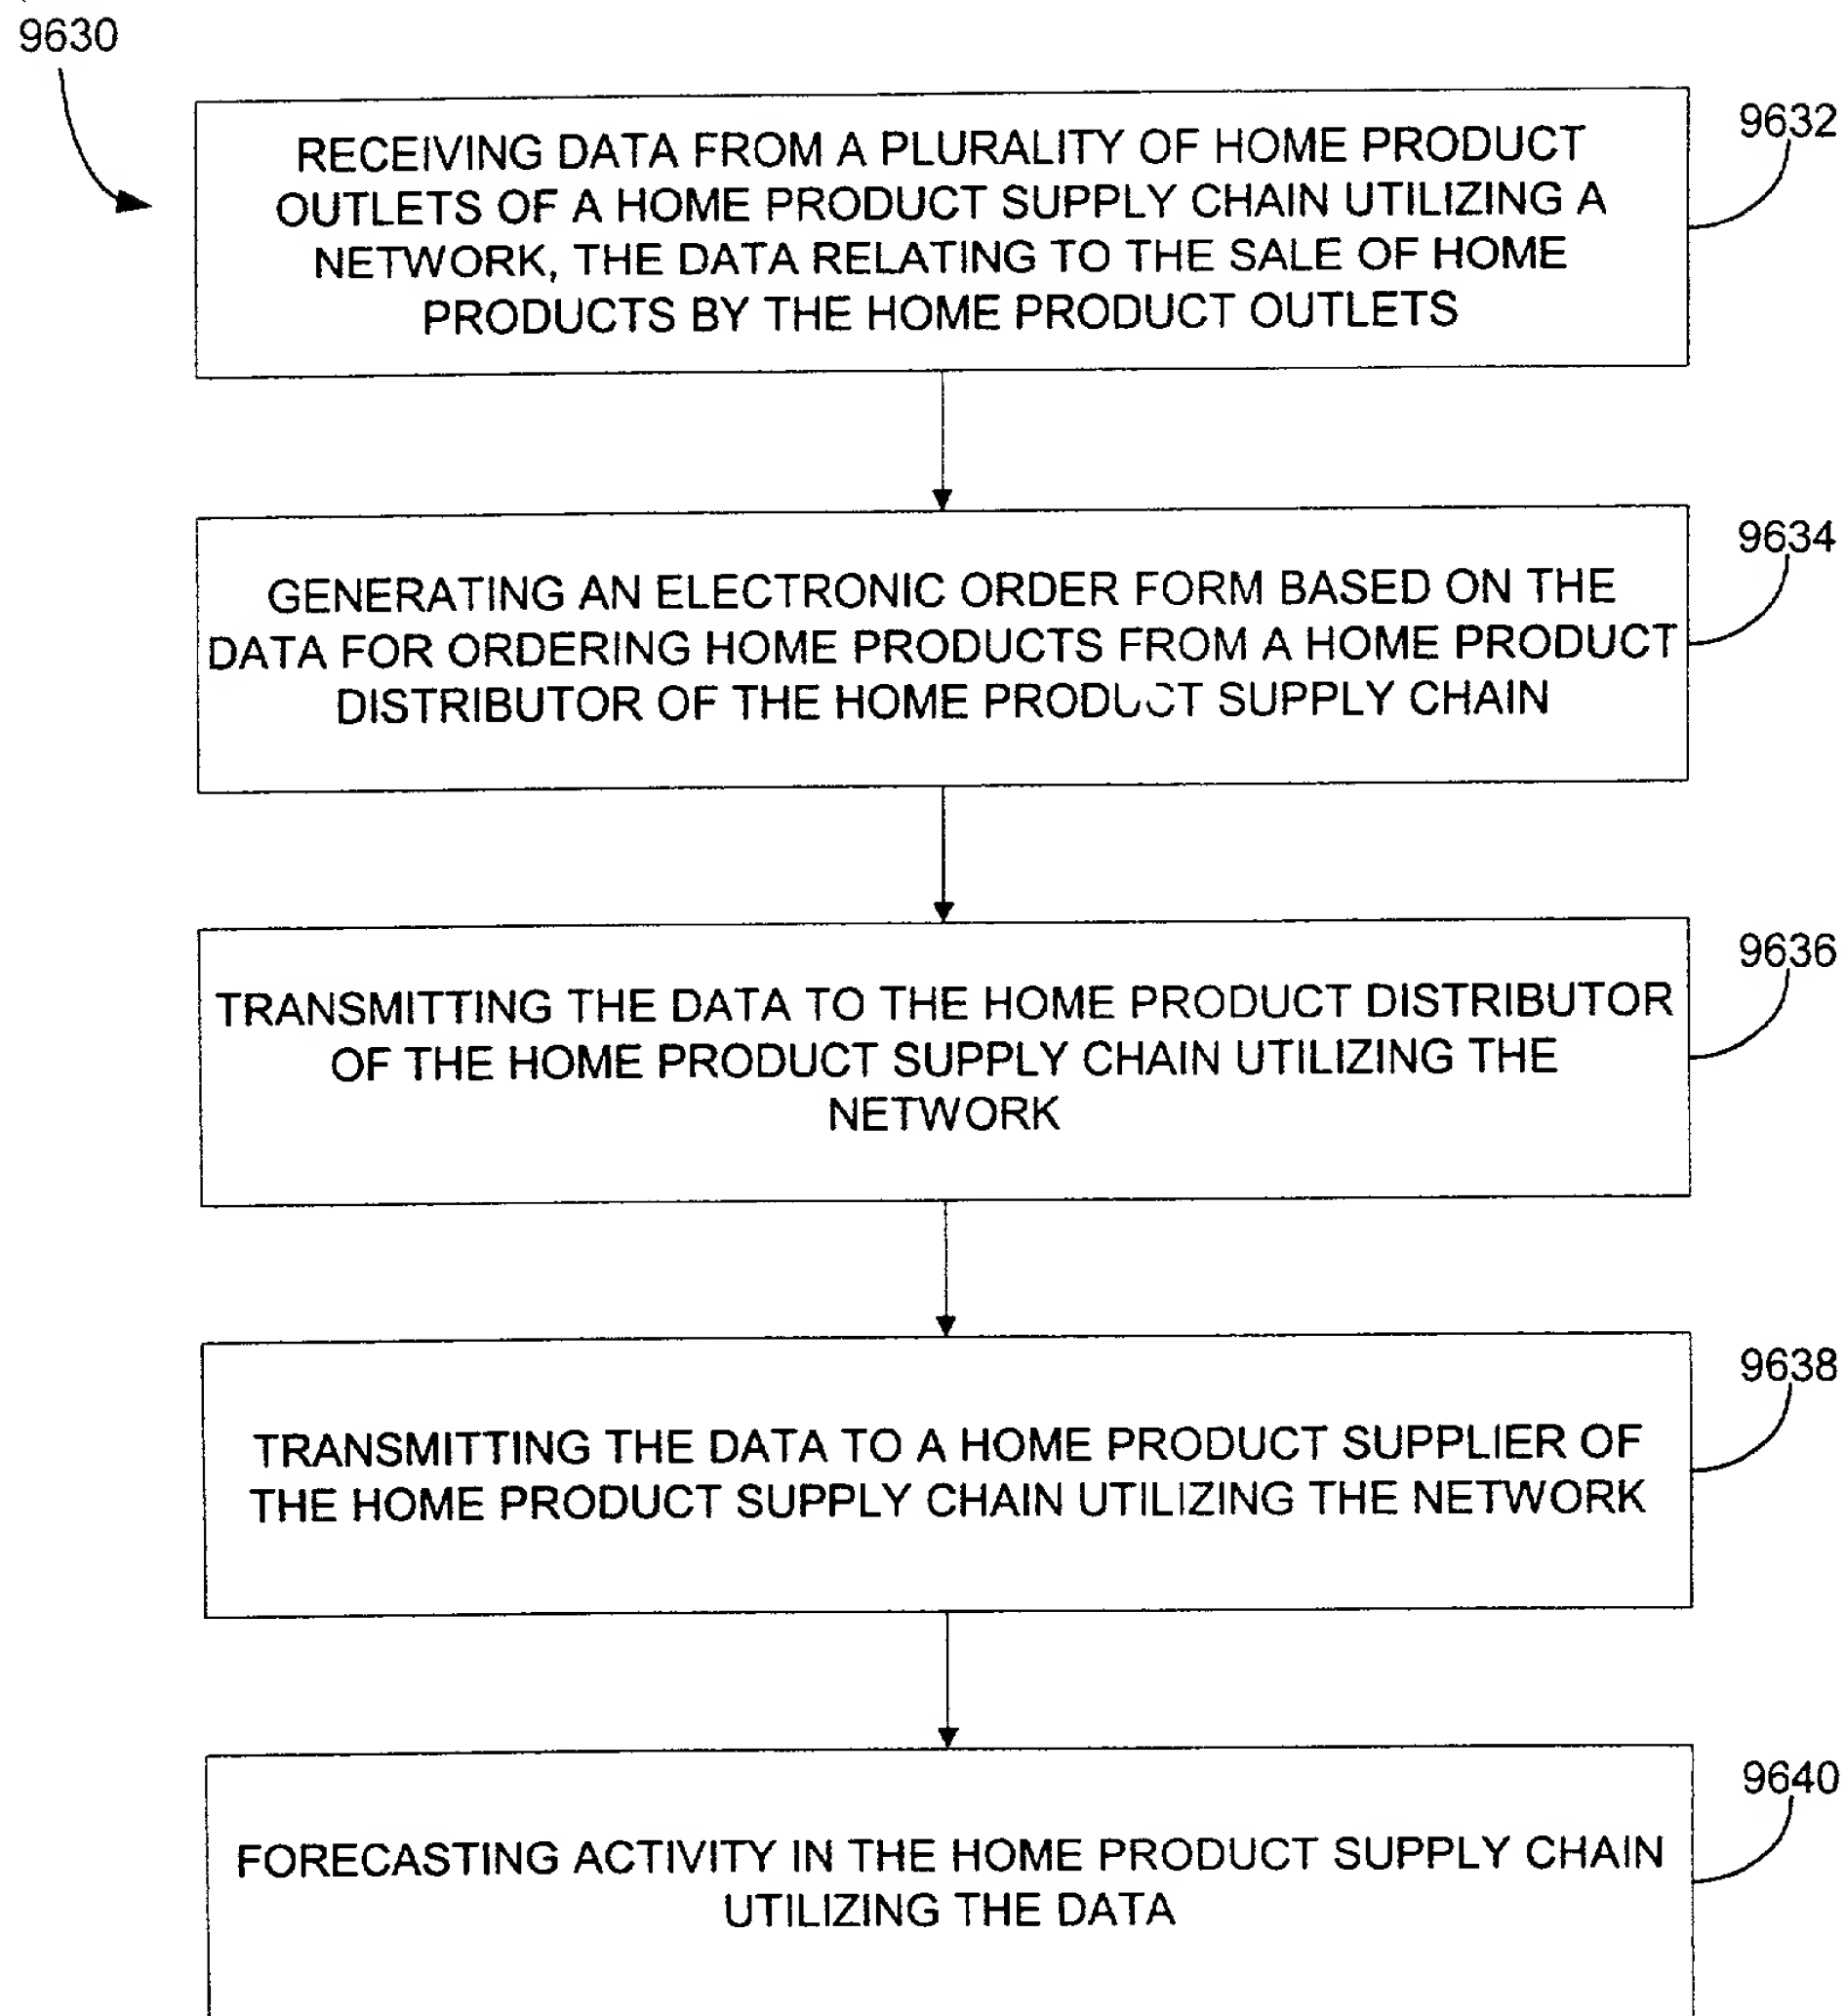 9630
RECEIVING DATA FROM A PLURALITY OF HOME PRODUCT
OUTLETS OF A HOME PRODUCT SUPPLY CHAIN UTILIZING A
NETWORK, THE DATA RELATING TO THE SALE OF HOME
PRODUCTS BY THE HOME PRODUCT OUTLETS
9632
GENERATING AN ELECTRONIC ORDER FORM BASED ON THE
DATA FOR ORDERING HOME PRODUCTS FROM A HOME PRODUCT
DISTRIBUTOR OF THE HOME PRODUCT SUPPLY CHAIN
9634
TRANSMITTING THE DATA TO THE HOME PRODUCT DISTRIBUTOR
OF THE HOME PRODUCT SUPPLY CHAIN UTILIZING THE
NETWORK
9636
TRANSMITTING THE DATA TO A HOME PRODUCT SUPPLIER OF
THE HOME PRODUCT SUPPLY CHAIN UTILIZING THE NETWORK
9638
FORECASTING ACTIVITY IN THE HOME PRODUCT SUPPLY CHAIN
UTILIZING THE DATA
9640